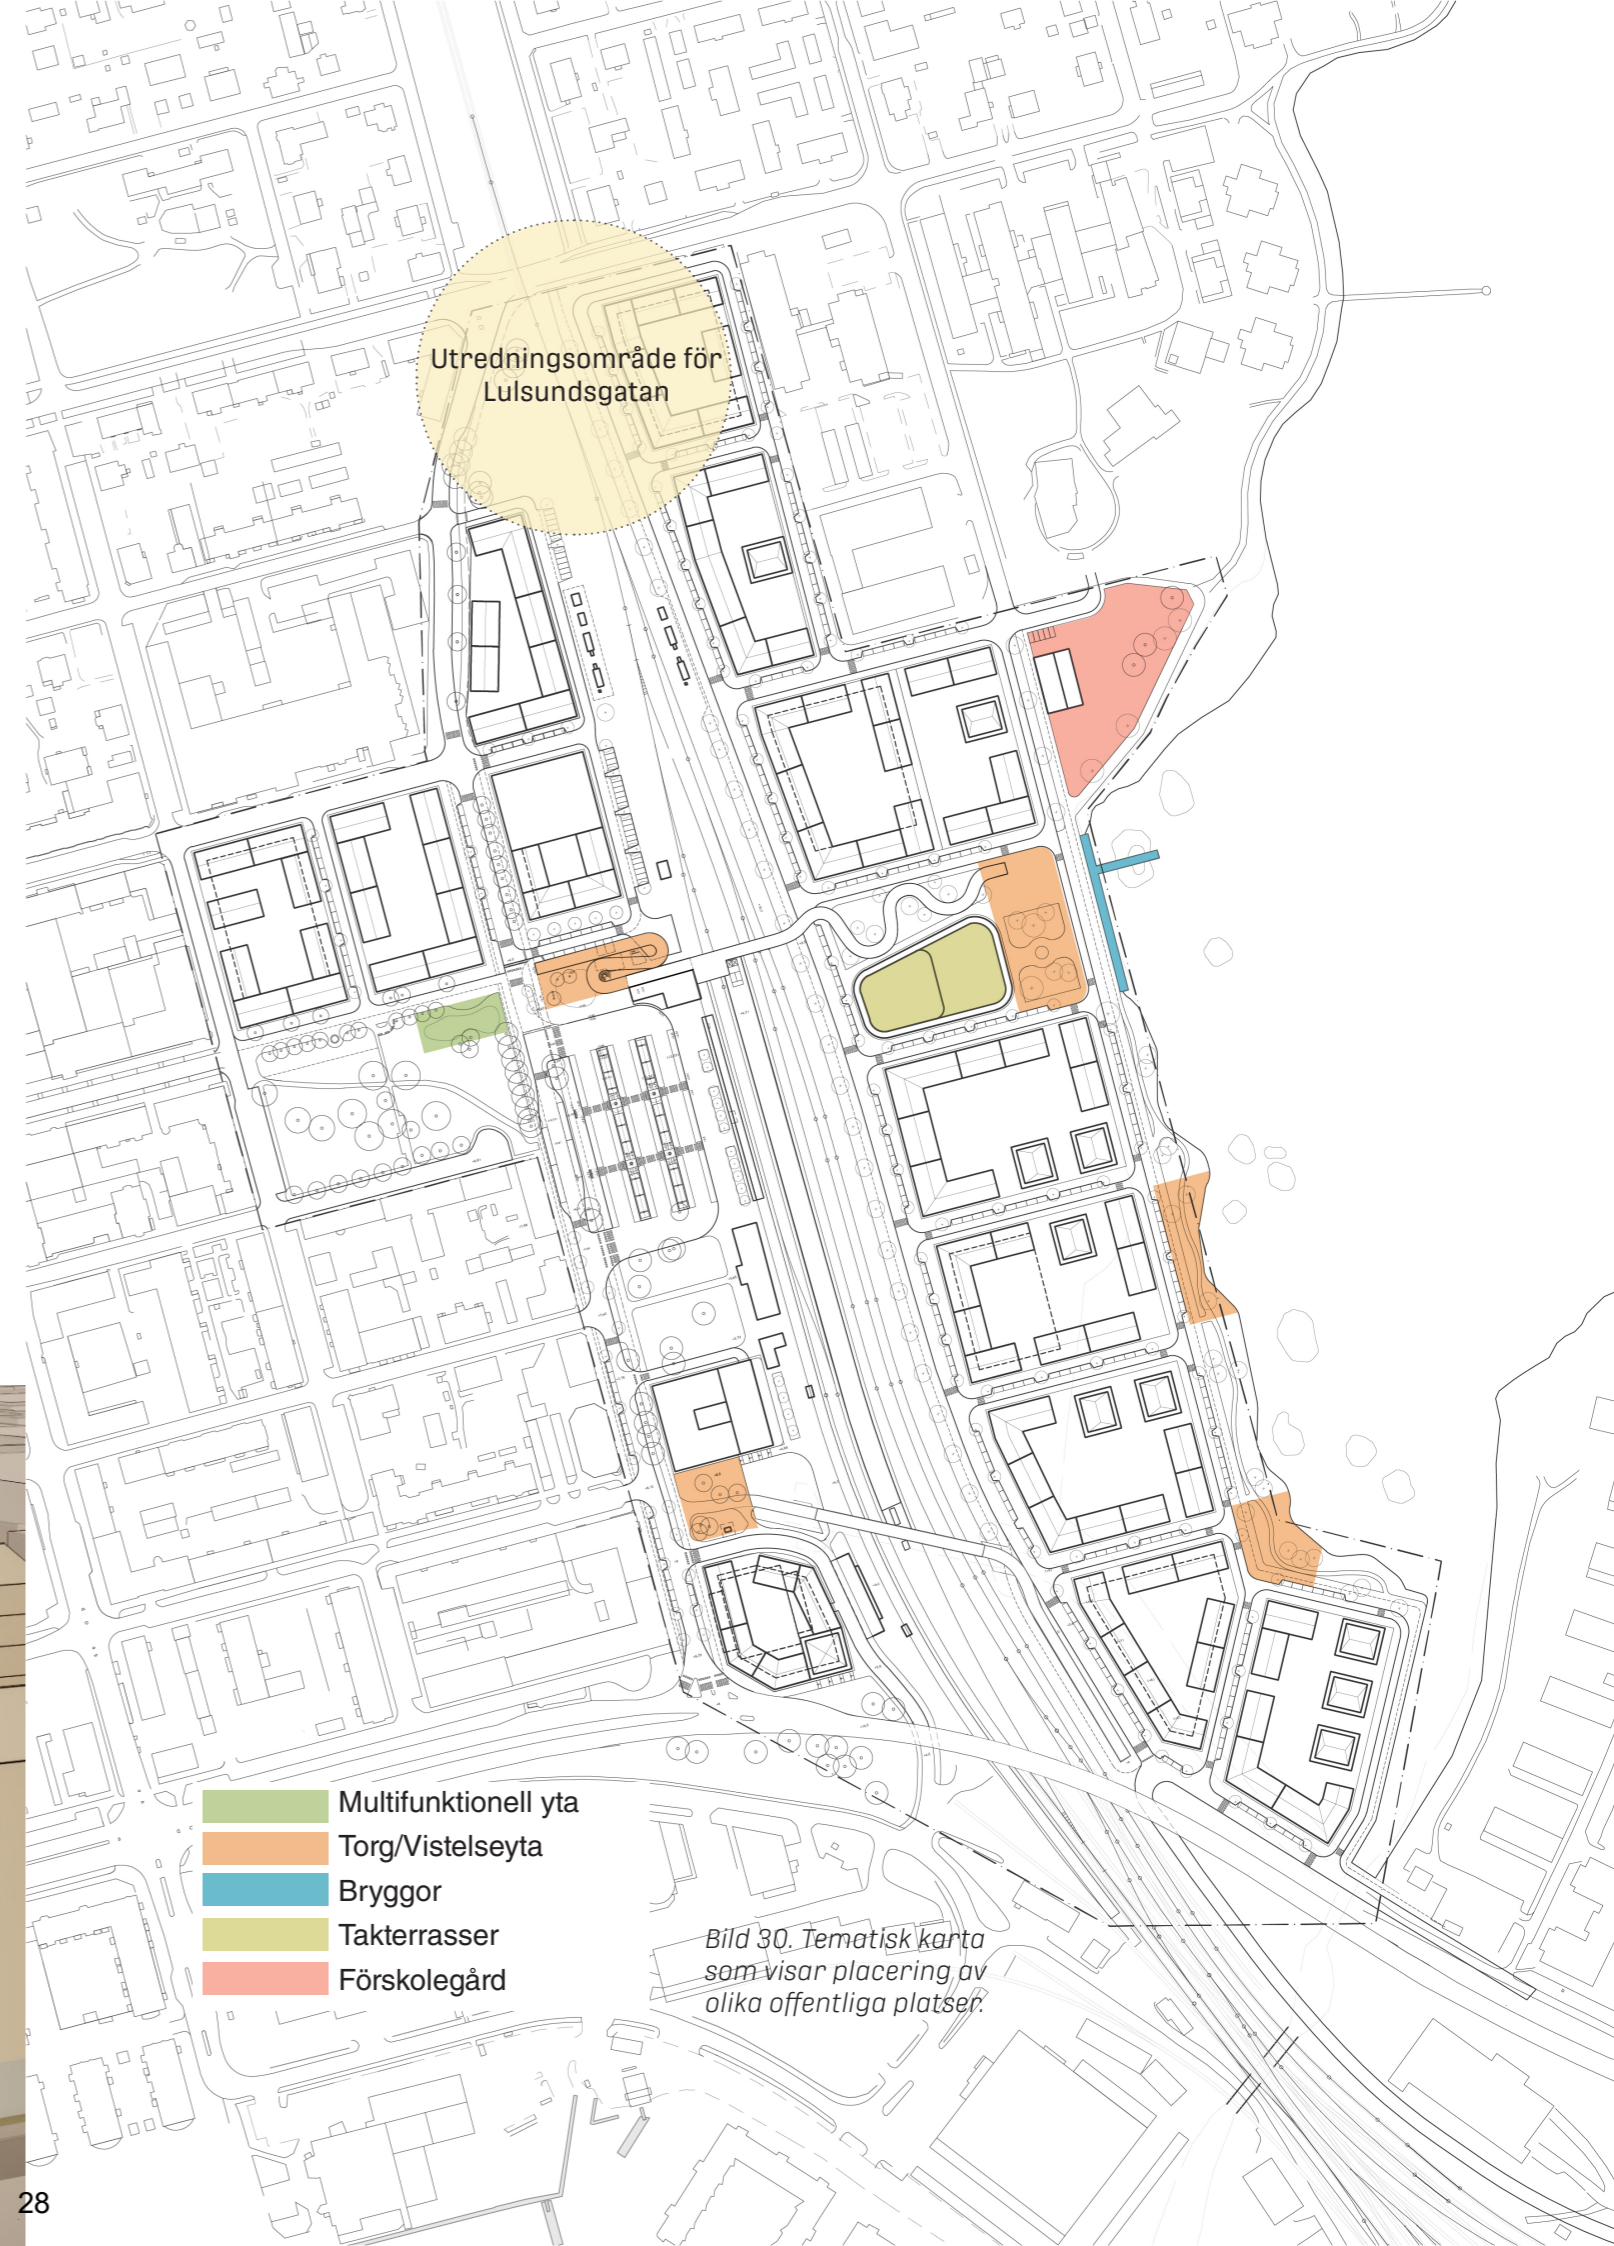 Utredningsområde för
Lulsundsgatan
Multifunktionell yta
Torg/Vistelseyta
Bryggor
Takterrasser
Förskolegård
Bild 30. Tematisk karta
som visar placering av
olika offentliga platser.
28